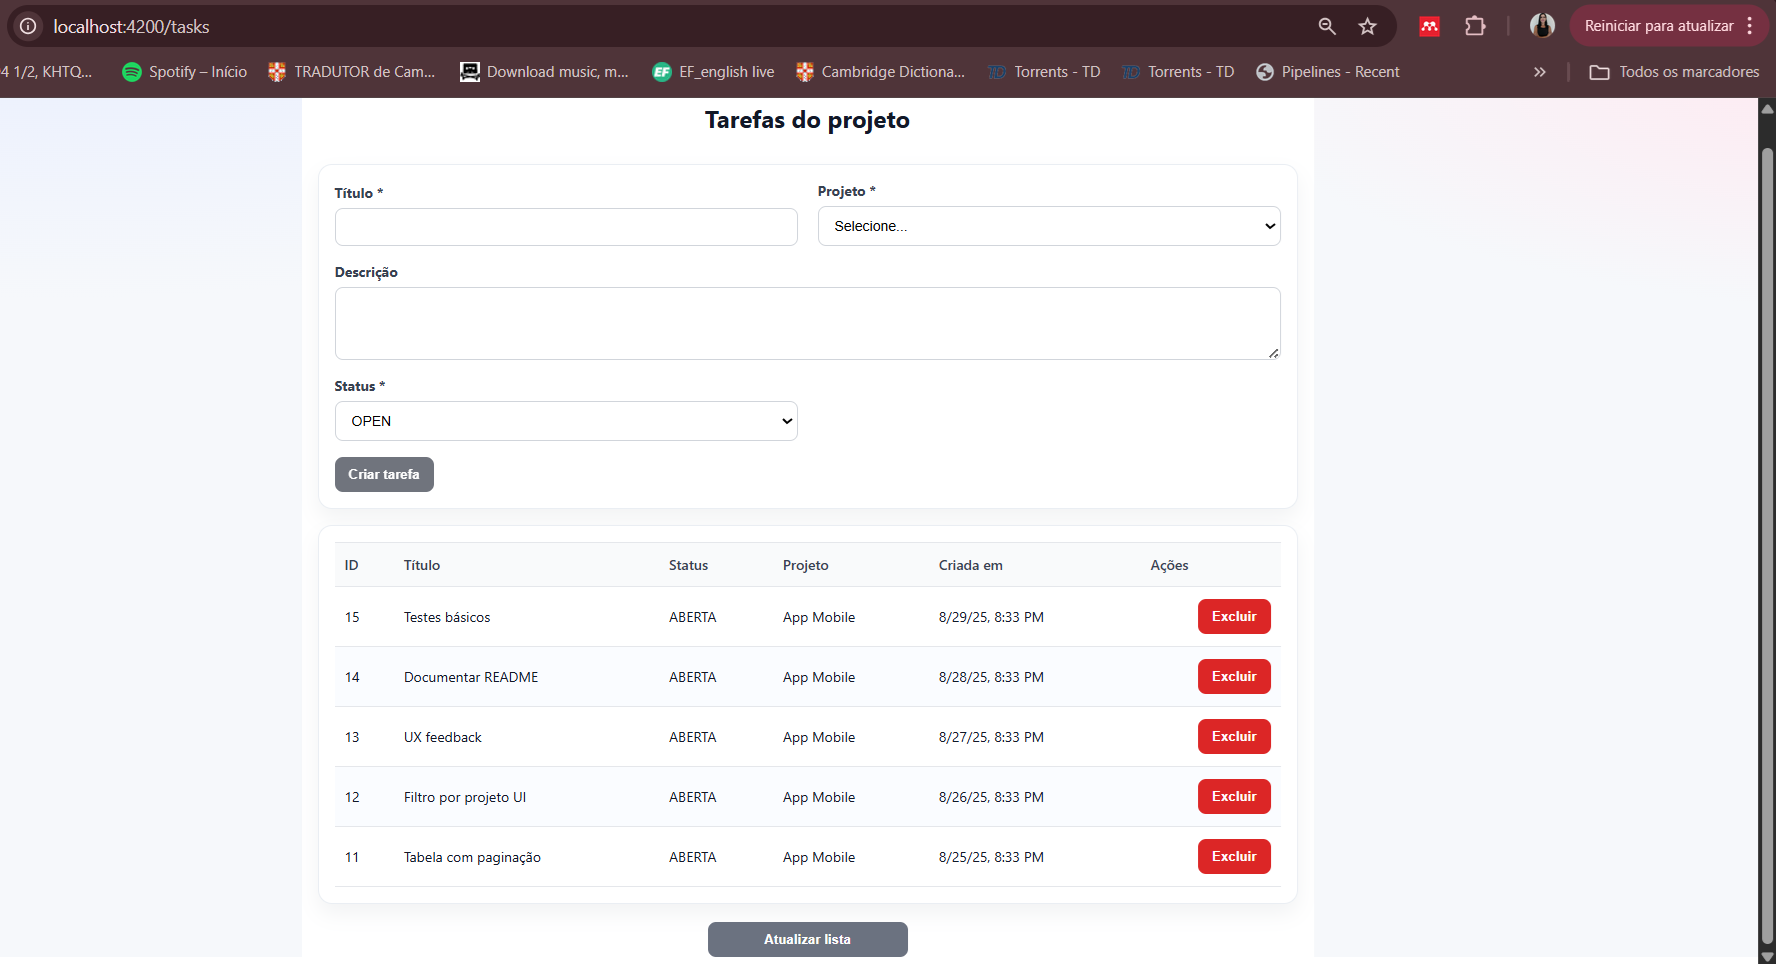 localhost:4200/tasks
Reiniciar para atualizar
4 1/2, KHTQ...
Spotify – Início
TRADUTOR de Cam...
Download music, m...
EF_english live
Cambridge Dictiona...
Torrents - TD
Torrents - TD
Pipelines - Recent
»
Todos os marcadores
Tarefas do projeto
Título *
Projeto *
Selecione...
Descrição
Status *
OPEN
Criar tarefa
ID Título Status Projeto Criada em Ações
15 Testes básicos ABERTA App Mobile 8/29/25, 8:33 PM Excluir
14 Documentar README ABERTA App Mobile 8/28/25, 8:33 PM Excluir
13 UX feedback ABERTA App Mobile 8/27/25, 8:33 PM Excluir
12 Filtro por projeto UI ABERTA App Mobile 8/26/25, 8:33 PM Excluir
11 Tabela com paginação ABERTA App Mobile 8/25/25, 8:33 PM Excluir
Atualizar lista